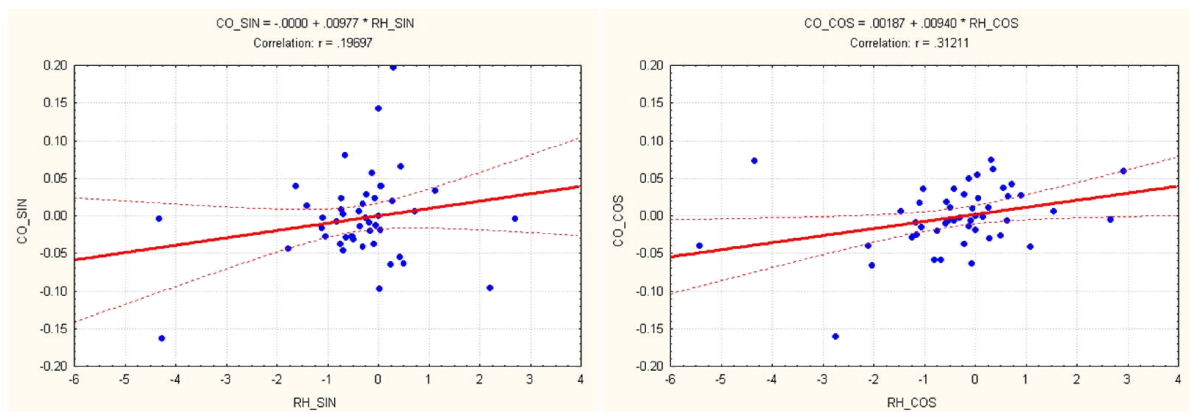 CO_SIN = -.0000 + .00977 * RH_SIN
Correlation: r = .19697
0.20
0.15
0.10
0.05
0.00
-0.05
-0.10
-0.15
0.20
CO_SIN
-6 -5 -4 -3 -2 -1 0 1 2 3 4
RH_SIN
CO_COS = .00187 + .00940 * RH_COS
Correlation: r = .31211
0.20
0.15
0.10
0.05
0.00
-0.05
-0.10
-0.15
0.20
CO_COS
-6 -5 -4 -3 -2 -1 0 1 2 3 4
RH_COS